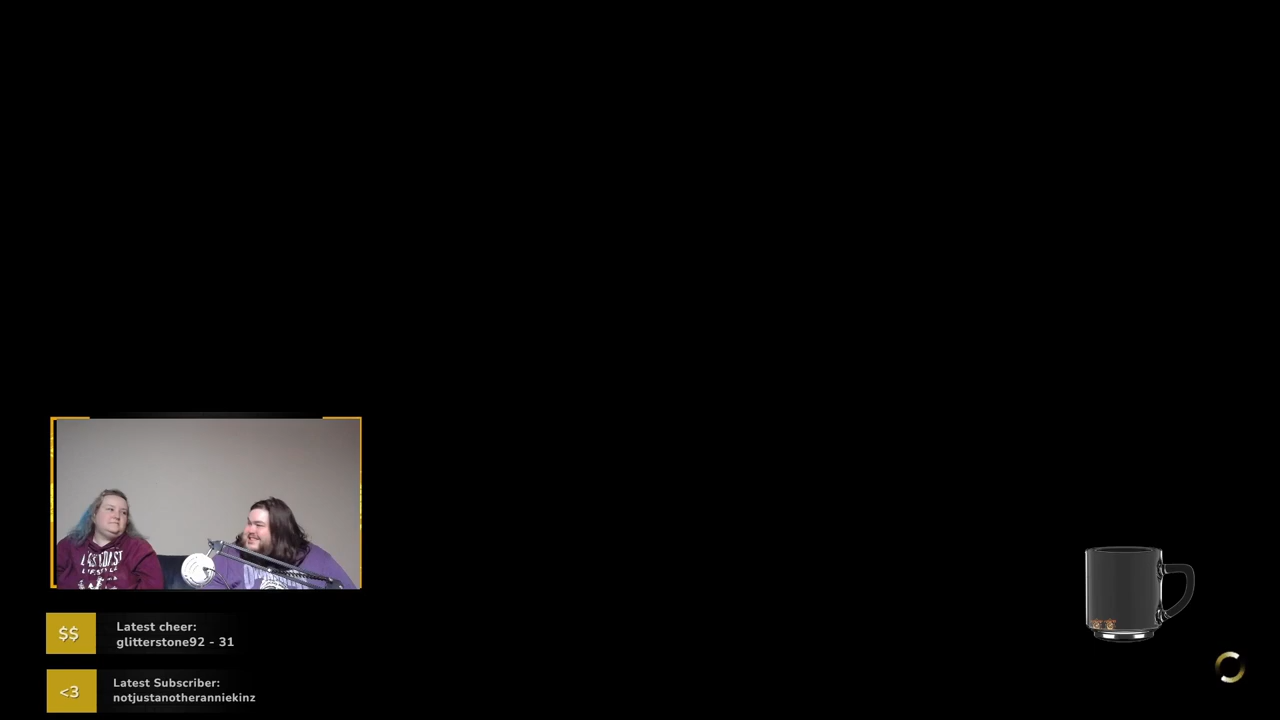 $$
Latest cheer:
glitterstone92 - 31
<3
Latest Subscriber:
notjustanotheranniekinz